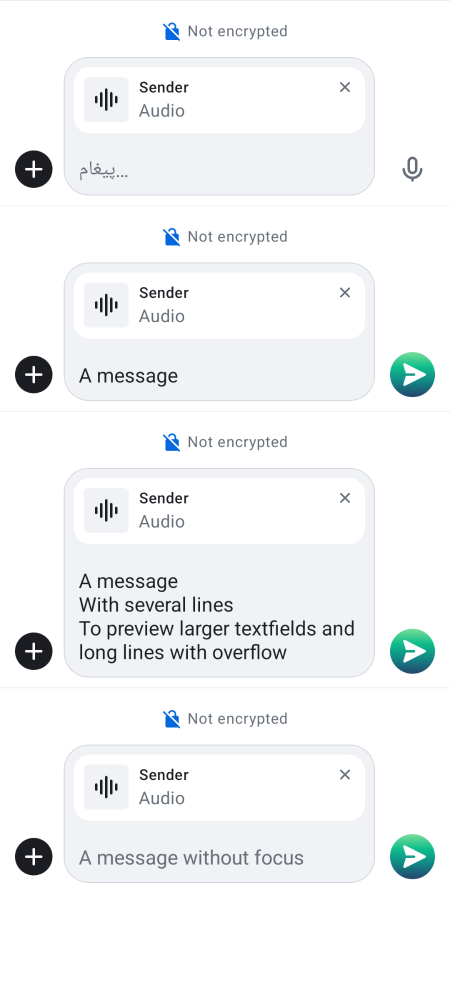 Not encrypted
Sender
Audio
پیغام…
Not encrypted
Sender
Audio
A message
Not encrypted
Sender
Audio
A message
With several lines
To preview larger textfields and
long lines with overflow
Not encrypted
Sender
Audio
A message without focus